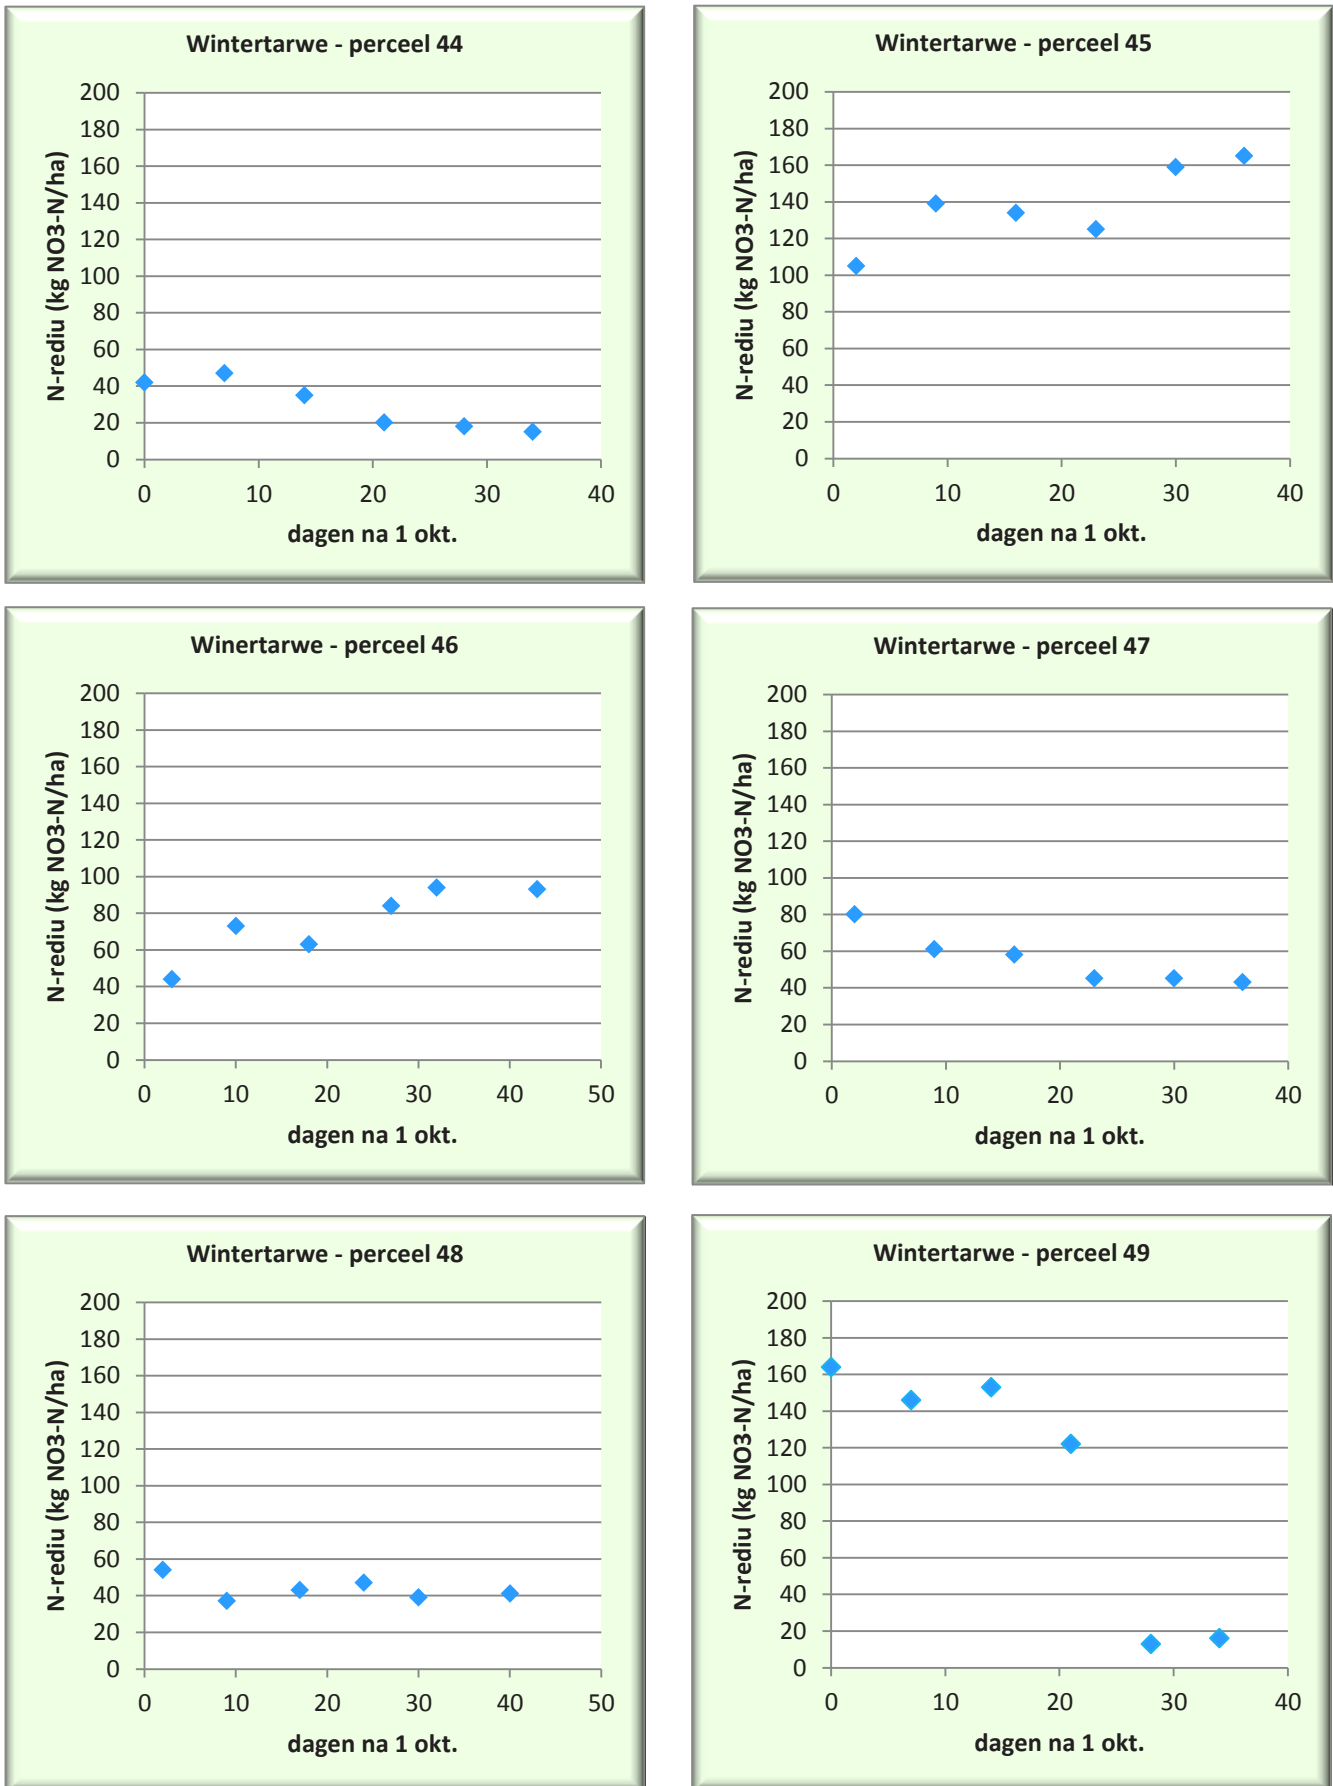 Wintertarwe - perceel 44
N-rediu (kg NO3-N/ha)
200
180
160
140
120
100
80
60
40
20
0
0 10 20 30 40
dagen na 1 okt.
Wintertarwe - perceel 45
N-rediu (kg NO3-N/ha)
200
180
160
140
120
100
80
60
40
20
0
0 10 20 30 40
dagen na 1 okt.
Winertarwe - perceel 46
N-rediu (kg NO3-N/ha)
200
180
160
140
120
100
80
60
40
20
0
0 10 20 30 40 50
dagen na 1 okt.
Wintertarwe - perceel 47
N-rediu (kg NO3-N/ha)
200
180
160
140
120
100
80
60
40
20
0
0 10 20 30 40
dagen na 1 okt.
Wintertarwe - perceel 48
N-rediu (kg NO3-N/ha)
200
180
160
140
120
100
80
60
40
20
0
0 10 20 30 40 50
dagen na 1 okt.
Wintertarwe - perceel 49
N-rediu (kg NO3-N/ha)
200
180
160
140
120
100
80
60
40
20
0
0 10 20 30 40
dagen na 1 okt.